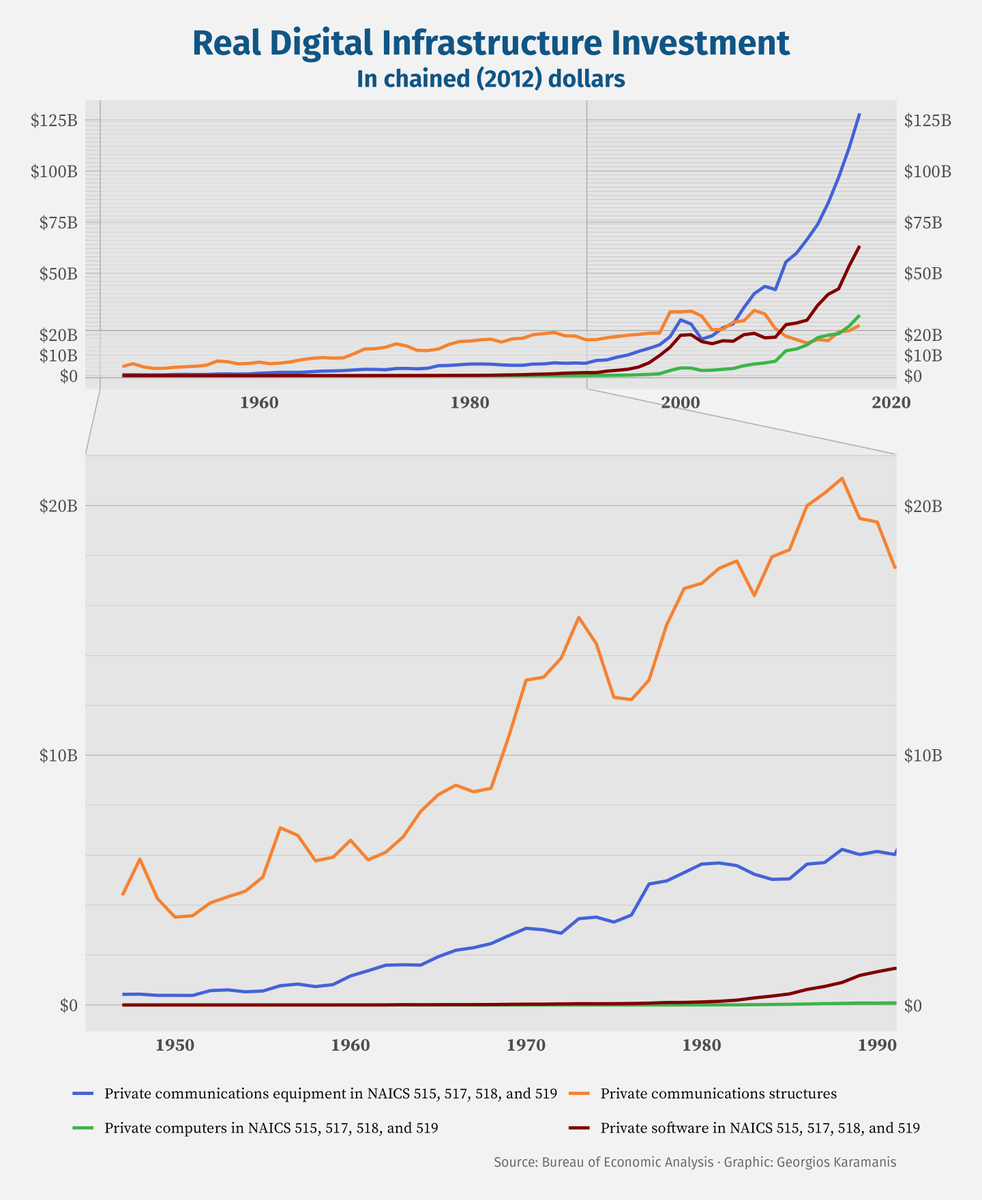 Real Digital Infrastructure Investment
In chained (2012) dollars
$125B $125B
$100B $100B
$75B $75B
$50B $50B
$20B $20B
$10B $10B
$0 $0
1960 1980 2000 2020
$20B $20B
$10B $10B
$0 $0
1950 1960 1970 1980 1990
Private communications equipment in NAICS 515, 517, 518, and 519 Private communications structures
Private computers in NAICS 515, 517, 518, and 519 Private software in NAICS 515, 517, 518, and 519
Source: Bureau of Economic Analysis · Graphic: Georgios Karamanis